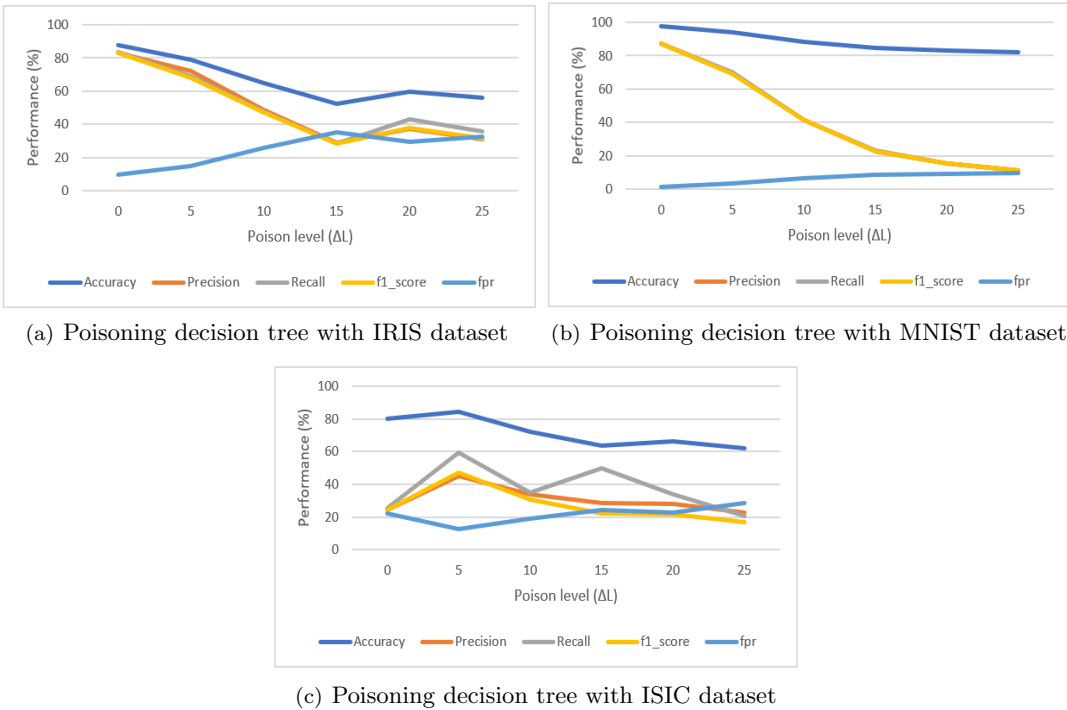 100
80
60
40
20
0
Performance (%)
0 5 10 15 20 25
Poison level (ΔL)
Accuracy Precision Recall f1_score fpr
(a) Poisoning decision tree with IRIS dataset
100
80
60
40
20
0
Performance (%)
0 5 10 15 20 25
Poison level (ΔL)
Accuracy Precision Recall f1_score fpr
(b) Poisoning decision tree with MNIST dataset
100
80
60
40
20
0
Performance (%)
0 5 10 15 20 25
Poison level (ΔL)
Accuracy Precision Recall f1_score fpr
(c) Poisoning decision tree with ISIC dataset